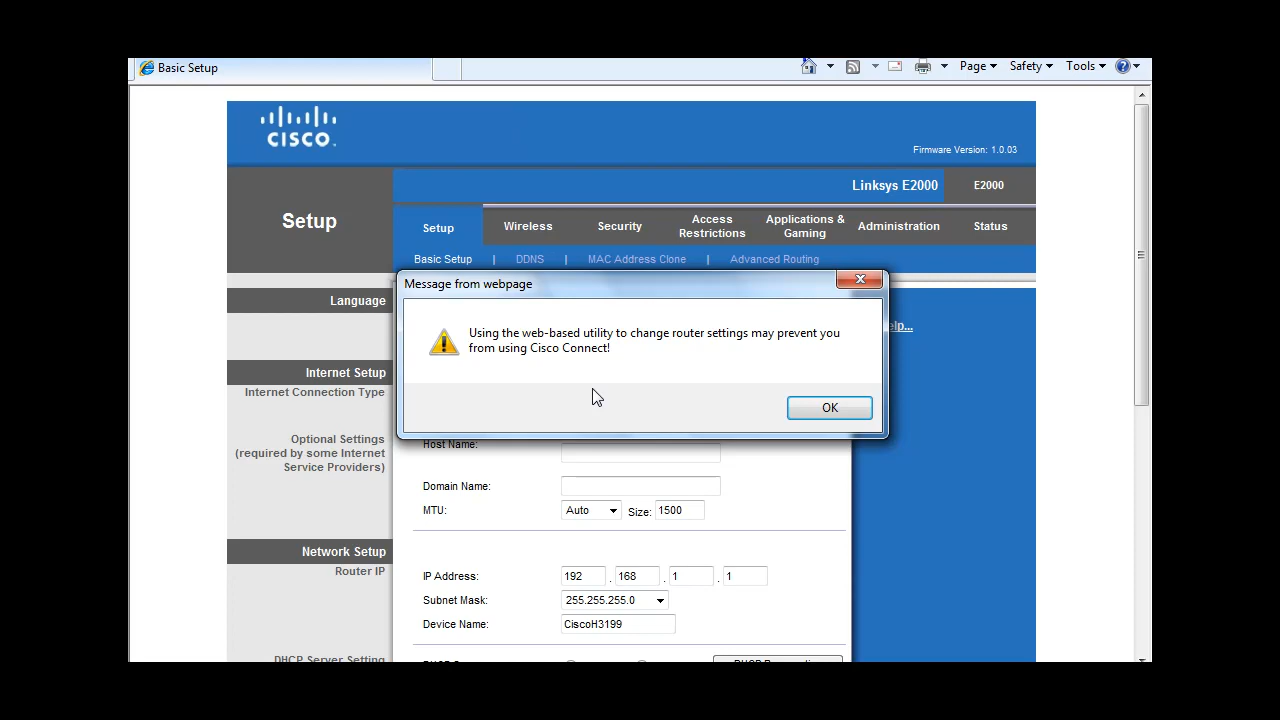 Basic Setup
Page Safety Tools
CISCO.
Firmware Version: 1.0.03
Linksys E2000 E2000
Setup
Setup Wireless Security Access Restrictions Applications & Gaming Administration Status
Basic Setup | DDNS | MAC Address Clone | Advanced Routing
Message from webpage
Language
Using the web-based utility to change router settings may prevent you
from using Cisco Connect!
OK
Internet Setup
Internet Connection Type
Optional Settings
(required by some Internet
Service Providers)
Host Name:
Domain Name:
MTU: Auto Size: 1500
Network Setup
Router IP
IP Address: 192 . 168 . 1 . 1
Subnet Mask: 255.255.255.0
Device Name: CiscoH3199
DHCP Server Setting